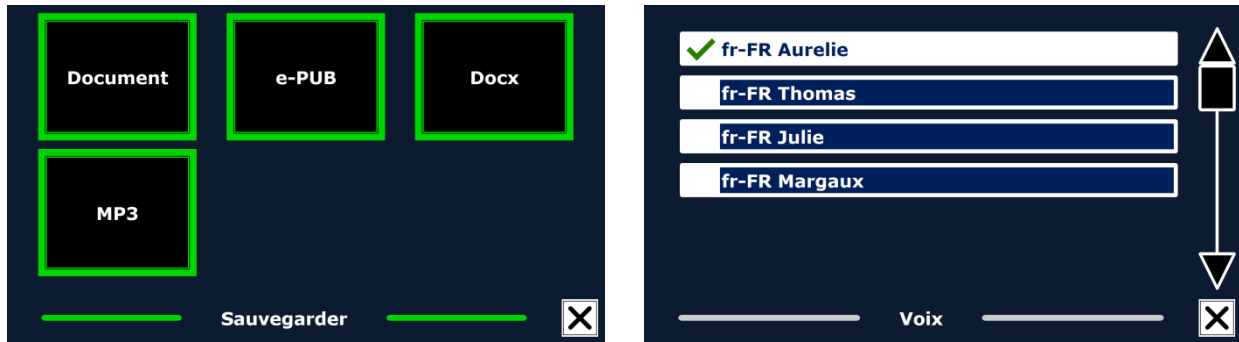 Document
e-PUB
Docx
MP3
Sauvegarder
fr-FR Aurelie
fr-FR Thomas
fr-FR Julie
fr-FR Margaux
Voix